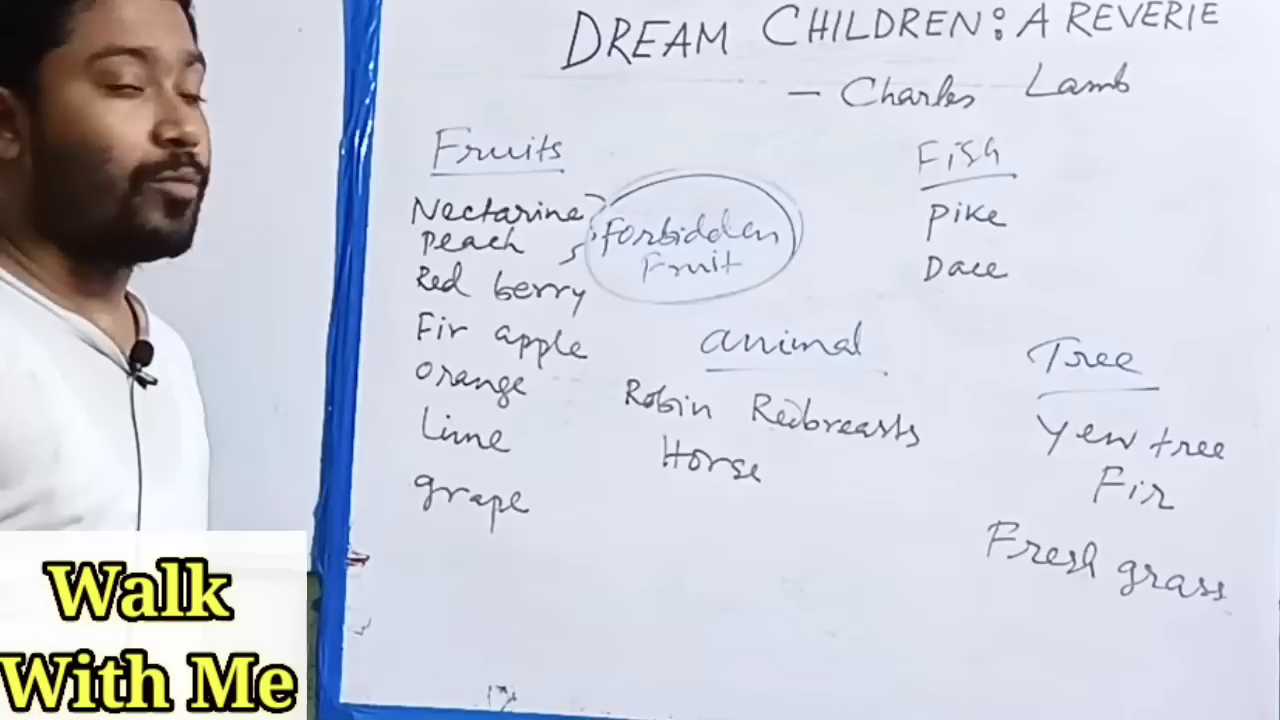 DREAM CHILDREN: A REVERIE
- Charles Lamb
Fruits
Nectarine
Peach
Red berry
Fir apple
orange
Lime
grape
Forbidden
Fruit
Fish
Pike
Dace
animal
Robin Redbreasts
Horse
Tree
Yew tree
Fir
Fresh grass
Walk
With Me